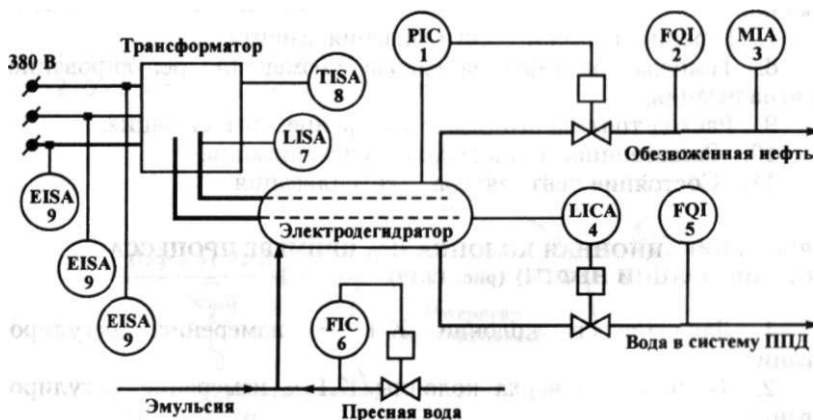 380 В
Трансформатор
PIC
1
FQI
2
MIA
3
TISA
8
LISA
7
Обезвоженная нефть
EISA
9
Электродегидратор
LICA
4
FQI
5
EISA
9
EISA
9
FIC
6
Вода в систему ППД
Эмульсия
Пресная вода